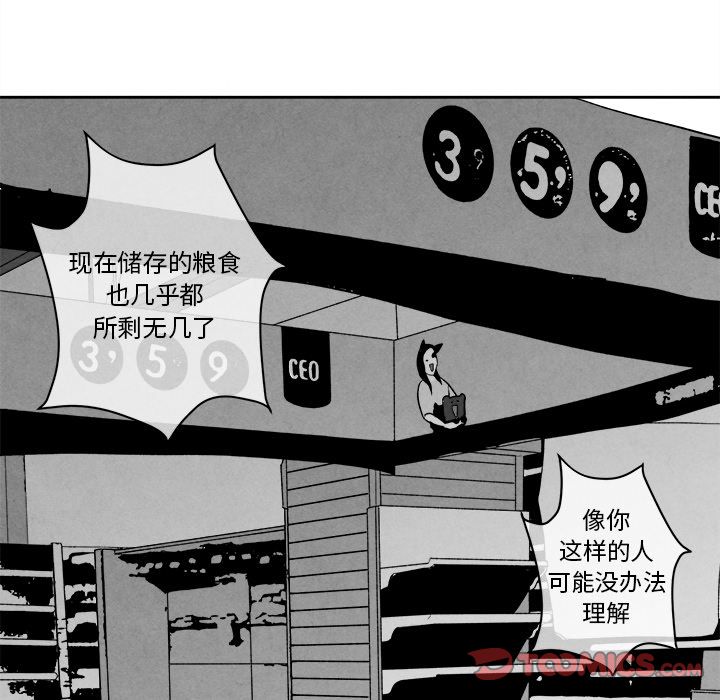 3, 5, 9,
CEO
现在储存的粮食
也几乎都
所剩无几了
3, 5 9
CEO
像你
这样的人
可能没办法
理解
TOOMICS.COM